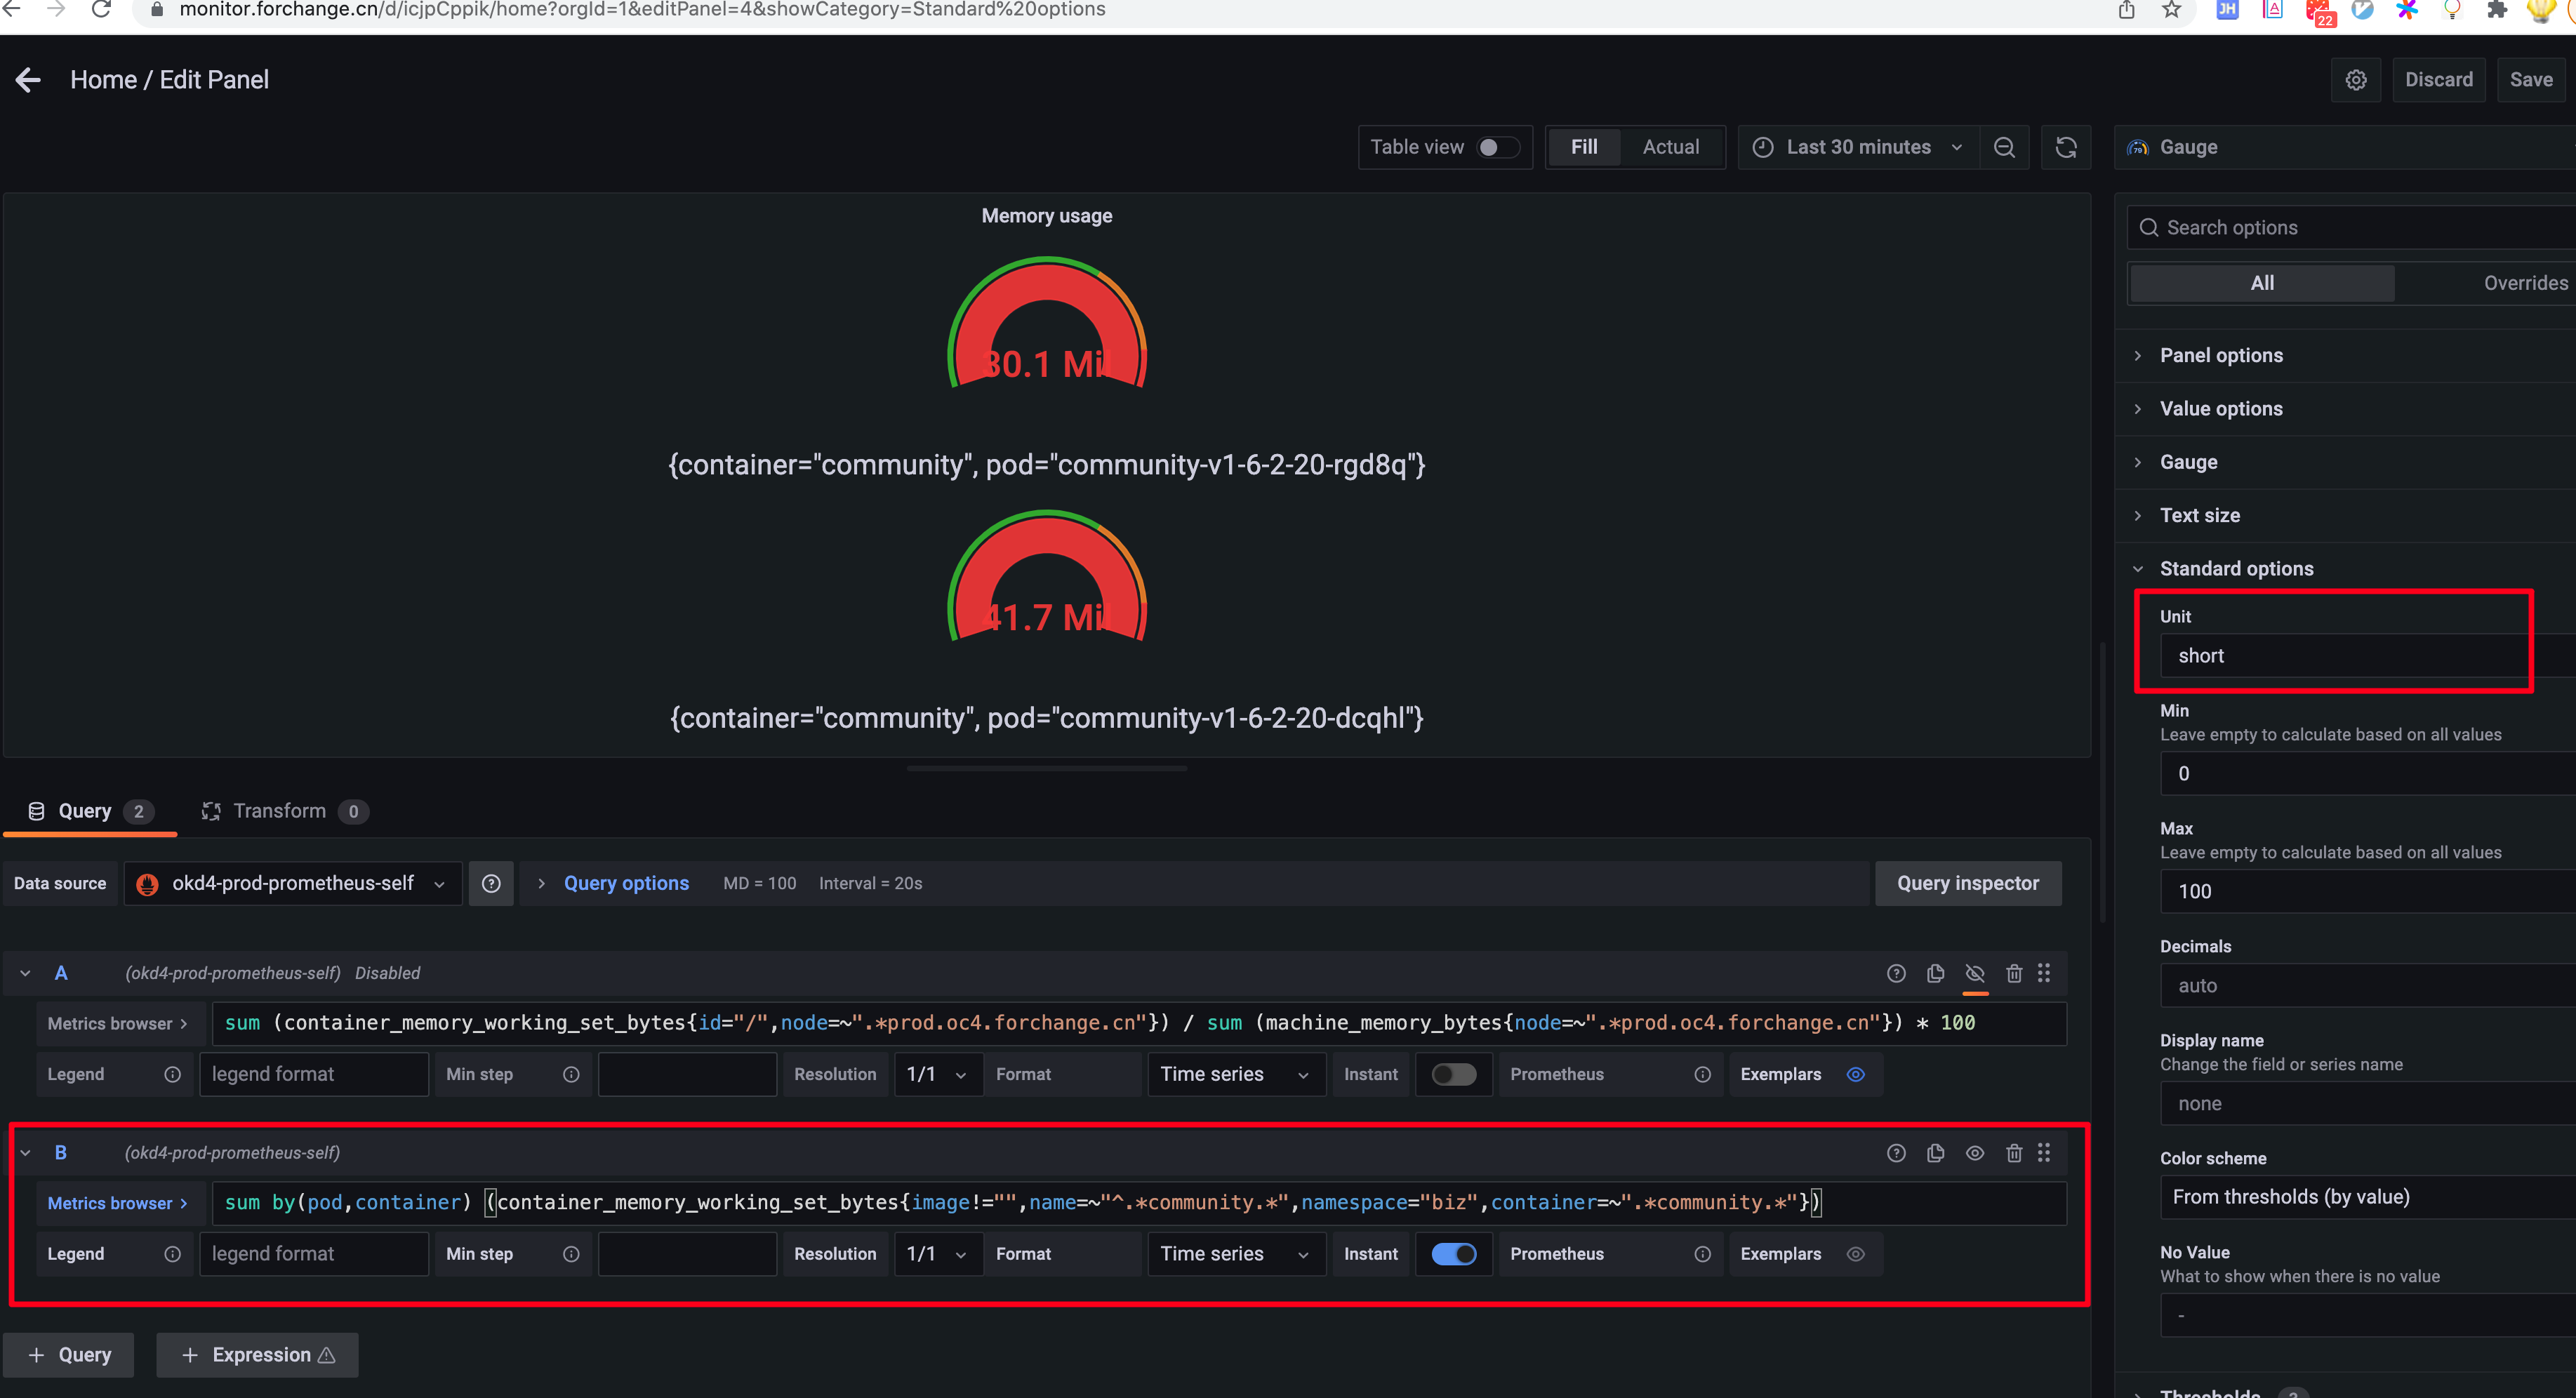 monitor.forchange.cn/d/icjpCppik/home?orgId=1&editPanel=4&showCategory=Standard%20options
JH
A
22
Home / Edit Panel
Discard
Save
Table view
Fill
Actual
Last 30 minutes
79
Gauge
Memory usage
30.1 Mil
{container="community", pod="community-v1-6-2-20-rgd8q"}
41.7 Mil
{container="community", pod="community-v1-6-2-20-dcqhl"}
Search options
All
Overrides
Panel options
Value options
Gauge
Text size
Standard options
Unit
short
Min
Leave empty to calculate based on all values
0
Max
Leave empty to calculate based on all values
100
Decimals
auto
Display name
Change the field or series name
none
Color scheme
From thresholds (by value)
No Value
What to show when there is no value
-
Thresholds
Query 2
Transform 0
Data source
okd4-prod-prometheus-self
Query options
MD = 100
Interval = 20s
Query inspector
A (okd4-prod-prometheus-self) Disabled
Metrics browser >
sum (container_memory_working_set_bytes{id="/",node=~".*prod.oc4.forchange.cn"}) / sum (machine_memory_bytes{node=~".*prod.oc4.forchange.cn"}) * 100
Legend
legend format
Min step
Resolution
1/1
Format
Time series
Instant
Prometheus
Exemplars
B (okd4-prod-prometheus-self)
Metrics browser >
sum by(pod,container) (container_memory_working_set_bytes{image!="",name=~"^.*community.*",namespace="biz",container=~".*community.*"})
Legend
legend format
Min step
Resolution
1/1
Format
Time series
Instant
Prometheus
Exemplars
+ Query
+ Expression